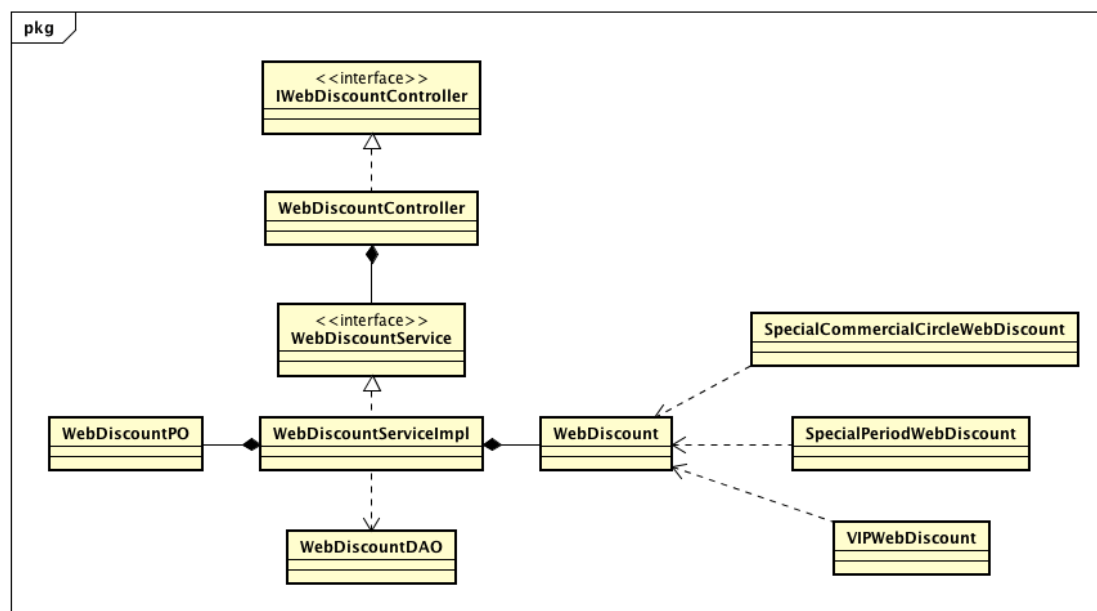 pkg
<<interface>>
IWebDiscountController
WebDiscountController
<<interface>>
WebDiscountService
SpecialCommercialCircleWebDiscount
WebDiscountPO
WebDiscountServiceImpl
WebDiscount
SpecialPeriodWebDiscount
WebDiscountDAO
VIPWebDiscount